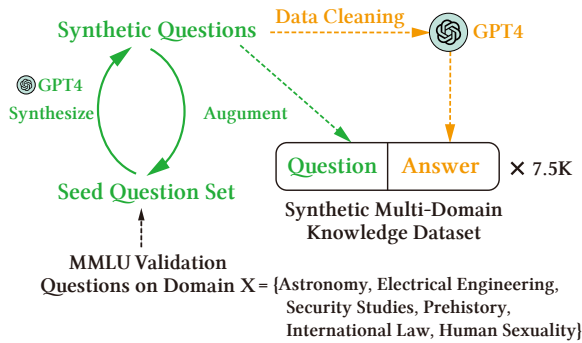 Synthetic Questions
Data Cleaning
GPT4
GPT4
Synthesize
Augument
Seed Question Set
Question
Answer
× 7.5K
Synthetic Multi-Domain
Knowledge Dataset
MMLU Validation
Questions on Domain X = {Astronomy, Electrical Engineering,
Security Studies, Prehistory,
International Law, Human Sexuality}